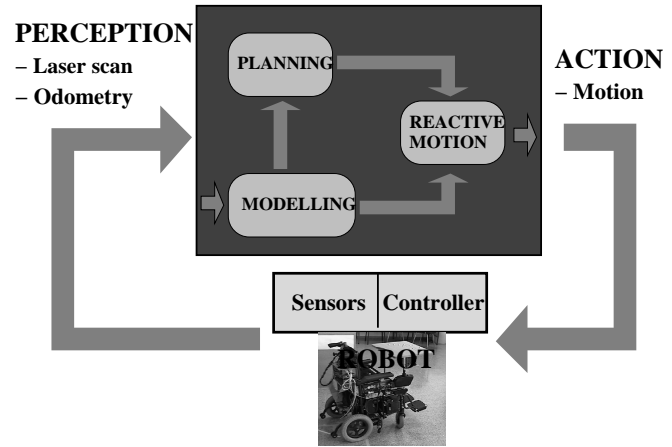 PERCEPTION
– Laser scan
– Odometry
PLANNING
REACTIVE
MOTION
MODELLING
ACTION
– Motion
Sensors
Controller
ROBOT